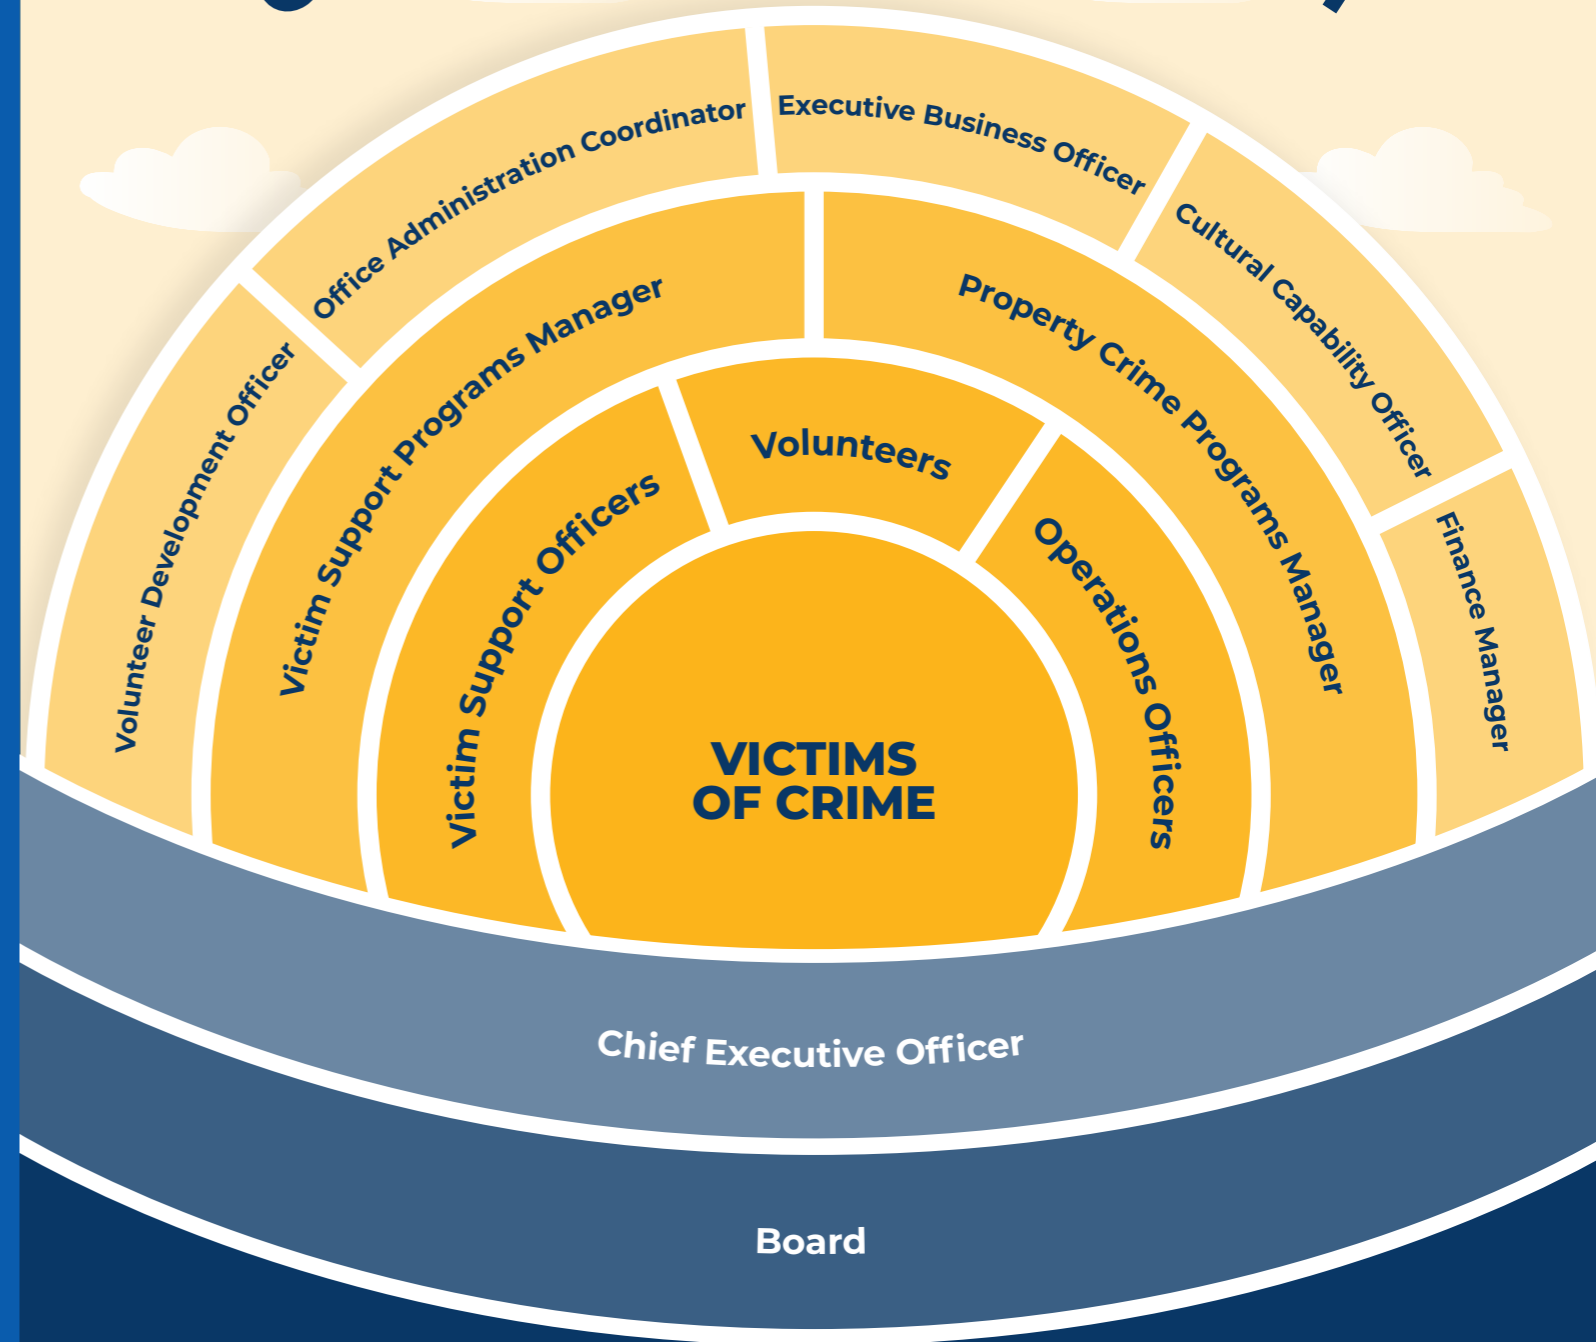 Volunteer Development Officer
Office Administration Coordinator
Executive Business Officer
Cultural Capability Officer
Finance Manager
Victim Support Programs Manager
Property Crime Programs Manager
Victim Support Officers
Volunteers
Operations Officers
VICTIMS
OF CRIME
Chief Executive Officer
Board